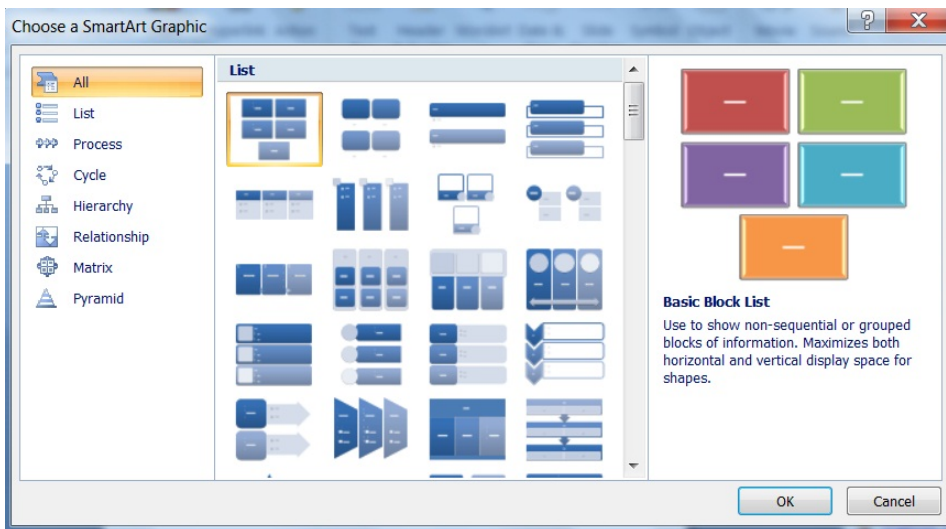 Choose a SmartArt Graphic
All
List
Process
Cycle
Hierarchy
Relationship
Matrix
Pyramid
List
Basic Block List
Use to show non-sequential or grouped
blocks of information. Maximizes both
horizontal and vertical display space for
shapes.
OK
Cancel